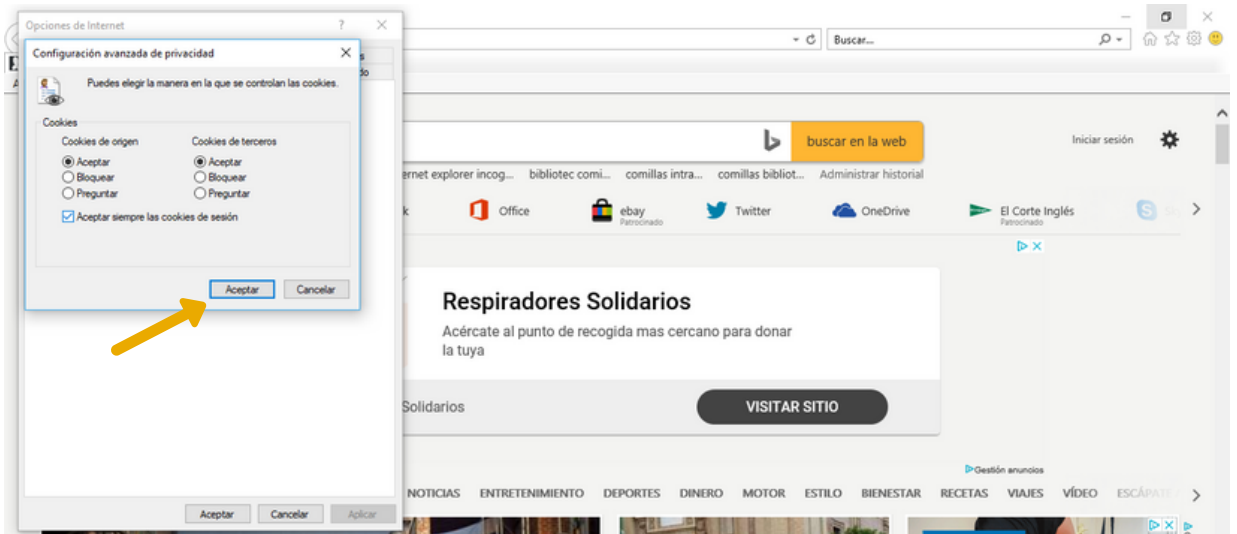 Opciones de Internet
?
Configuración avanzada de privacidad
Puedes elegir la manera en la que se controlan las cookies.
Cookies
Cookies de origen
Cookies de terceros
Aceptar
Aceptar
Bloquear
Bloquear
Preguntar
Preguntar
Aceptar siempre las cookies de sesión
Aceptar
Cancelar
Aceptar
Cancelar
Aplicar
Buscar...
buscar en la web
Iniciar sesión
ernet explorer incog... bibliotec comi... comillas intra... comillas bibliot... Administrar historial
k
Office
ebay
Patrocinado
Twitter
OneDrive
El Corte Inglés
Patrocinado
Respiradores Solidarios
Acércate al punto de recogida mas cercano para donar
la tuya
Solidarios
VISITAR SITIO
Gestión anuncios
NOTICIAS ENTRETENIMIENTO DEPORTES DINERO MOTOR ESTILO BIENESTAR RECETAS VIAJES VÍDEO ESCÁPATE